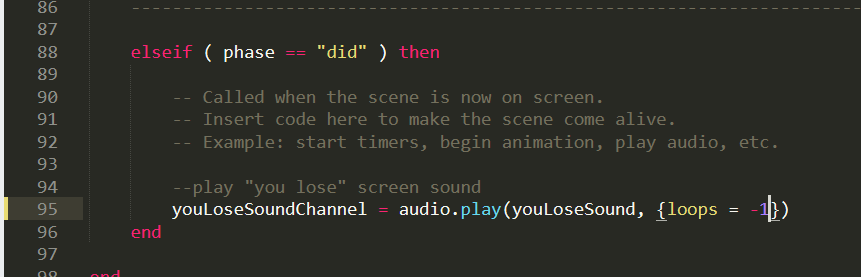 86 --------------------------------------------------------------------------------
87
88 elseif ( phase == "did" ) then
89
90 -- Called when the scene is now on screen.
91 -- Insert code here to make the scene come alive.
92 -- Example: start timers, begin animation, play audio, etc.
93
94 --play "you lose" screen sound
95 youLoseSoundChannel = audio.play(youLoseSound, {loops = -1})
96 end
97
98 end